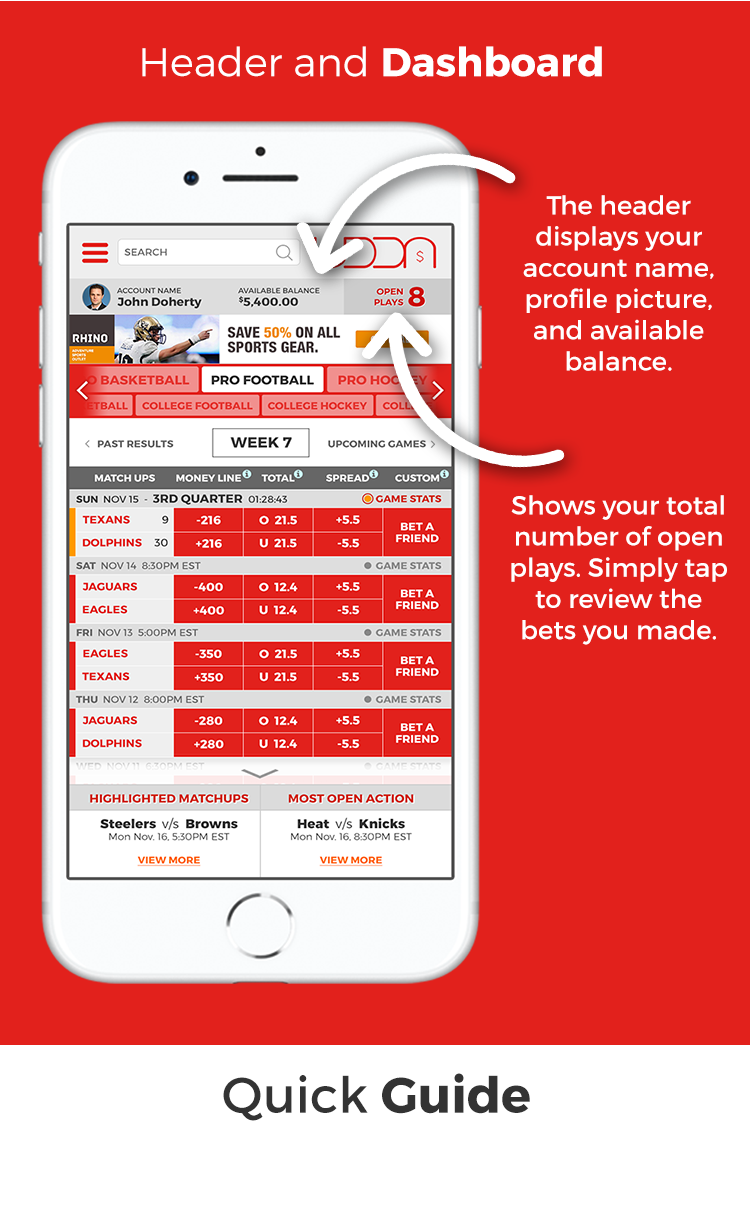 Header and Dashboard
The header
displays your
account name,
profile picture,
and available
balance.
SEARCH
$
ACCOUNT NAME
John Doherty
AVAILABLE BALANCE
$5,400.00
OPEN
PLAYS 8
RHINO
ADVENTURE
SPORTS
OUTLET
SAVE 50% ON ALL
SPORTS GEAR.
O BASKETBALL PRO FOOTBALL PRO HOCKEY
ETBALL COLLEGE FOOTBALL COLLEGE HOCKEY COLL
< PAST RESULTS WEEK 7 UPCOMING GAMES >
MATCH UPS MONEY LINE TOTAL SPREAD CUSTOM
SUN NOV 15 - 3RD QUARTER 01:28:43 GAME STATS
TEXANS 9 -216 O 21.5 +5.5 BET A
DOLPHINS 30 +216 U 21.5 -5.5 FRIEND
SAT NOV 14 8:30PM EST GAME STATS
JAGUARS -400 O 12.4 +5.5 BET A
EAGLES +400 U 12.4 -5.5 FRIEND
FRI NOV 13 5:00PM EST GAME STATS
EAGLES -350 O 21.5 +5.5 BET A
TEXANS +350 U 21.5 -5.5 FRIEND
THU NOV 12 8:00PM EST GAME STATS
JAGUARS -280 O 12.4 +5.5 BET A
DOLPHINS +280 U 12.4 -5.5 FRIEND
WED NOV 11 6:30PM EST GAME STATS
HIGHLIGHTED MATCHUPS
Steelers v/s Browns
Mon Nov. 16, 5:30PM EST
VIEW MORE
MOST OPEN ACTION
Heat v/s Knicks
Mon Nov. 16, 8:30PM EST
VIEW MORE
Shows your total
number of open
plays. Simply tap
to review the
bets you made.
Quick Guide